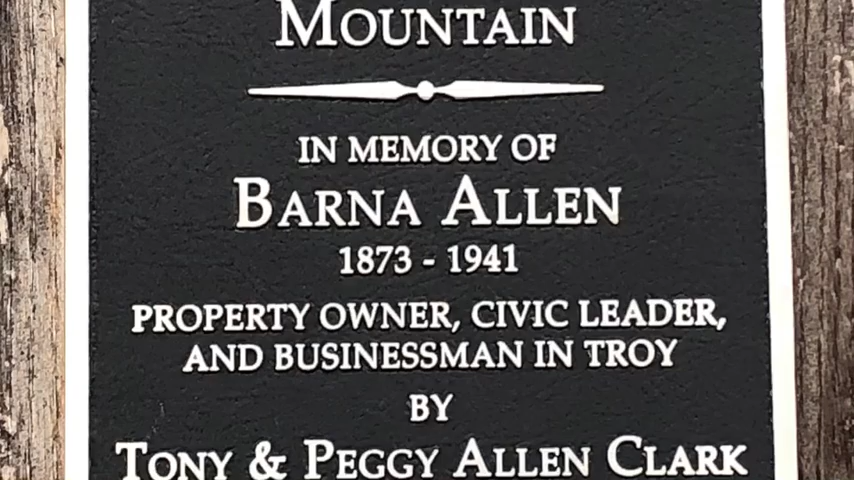 MOUNTAIN
IN MEMORY OF
BARNA ALLEN
1873 - 1941
PROPERTY OWNER, CIVIC LEADER,
AND BUSINESSMAN IN TROY
BY
TONY & PEGGY ALLEN CLARK